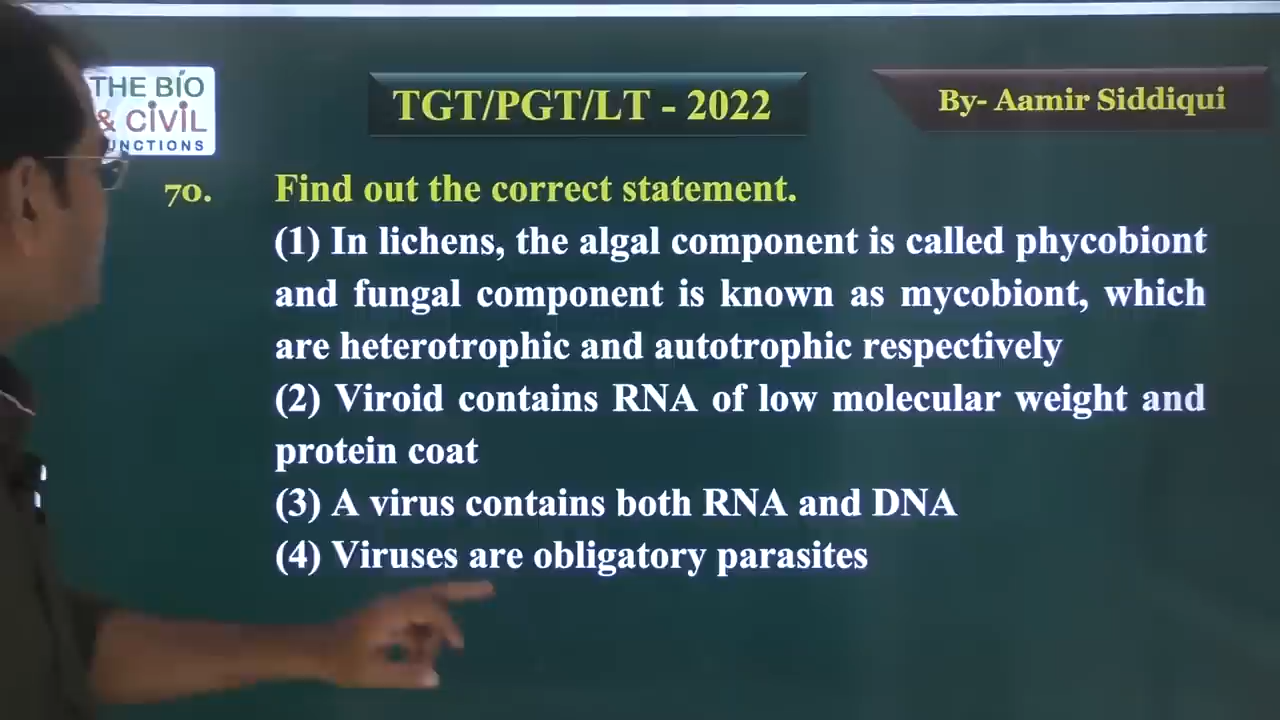 THE BIO
& CIVIL
UNCTIONS
TGT/PGT/LT - 2022
By- Aamir Siddiqui
70. Find out the correct statement.
(1) In lichens, the algal component is called phycobiont
and fungal component is known as mycobiont, which
are heterotrophic and autotrophic respectively
(2) Viroid contains RNA of low molecular weight and
protein coat
(3) A virus contains both RNA and DNA
(4) Viruses are obligatory parasites